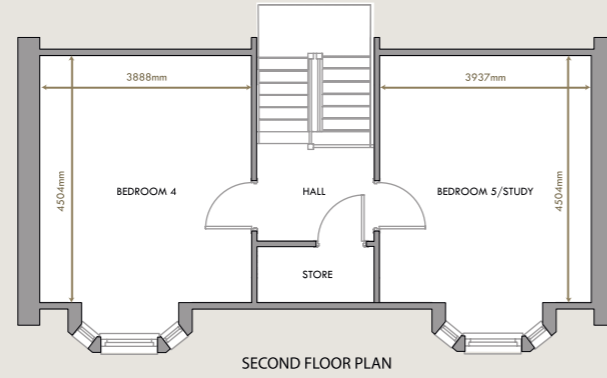 3888mm
3937mm
4504mm
BEDROOM 4
HALL
BEDROOM 5/STUDY
4504mm
STORE
SECOND FLOOR PLAN